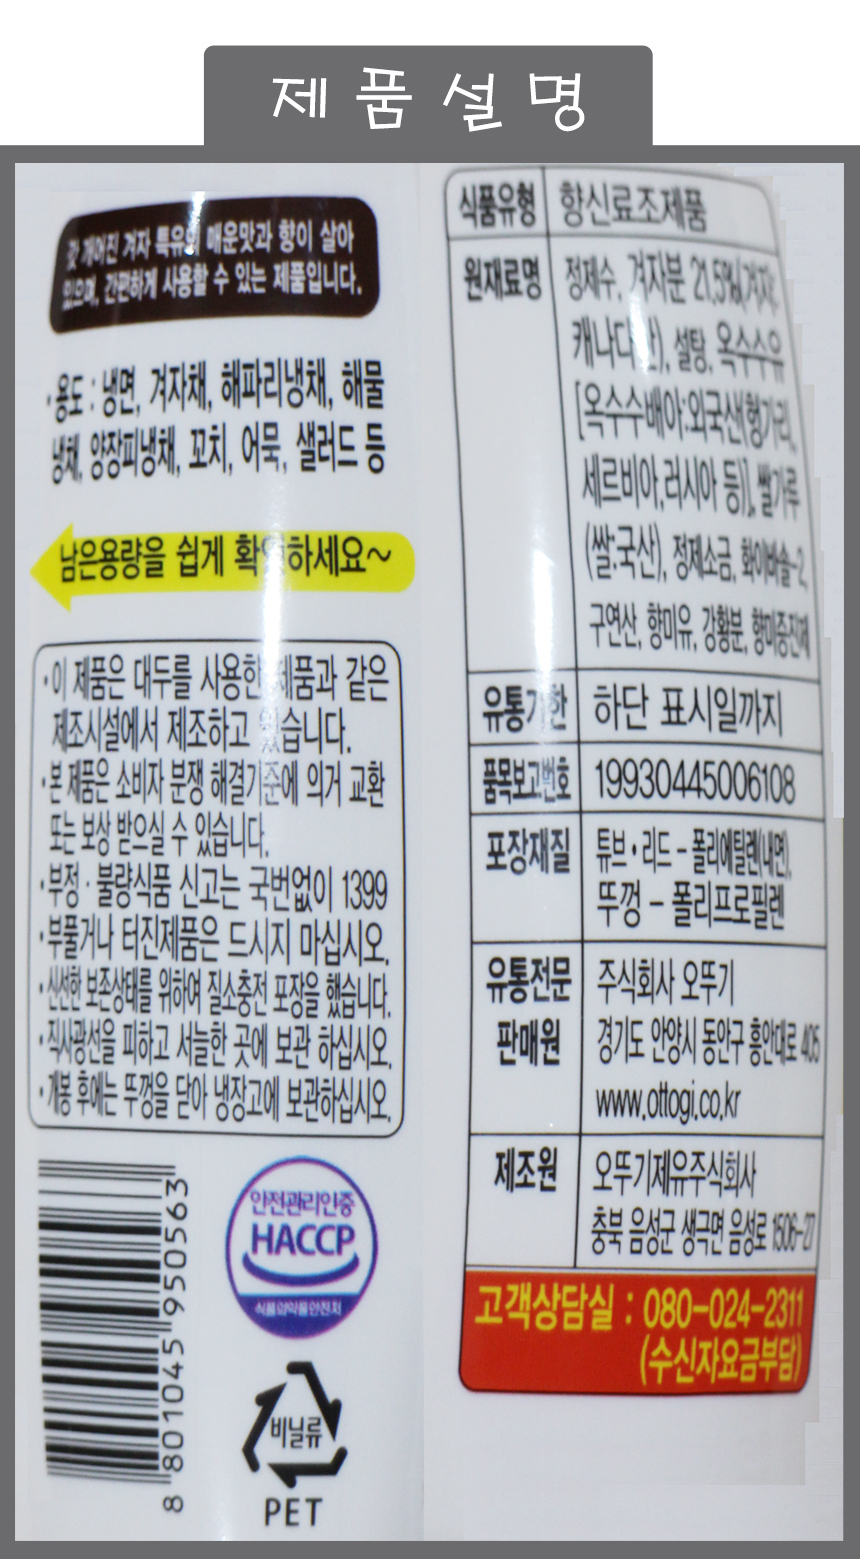 제품설명
갓 개어진 겨자 특유의 매운맛과 향이 살아
있으며, 간편하게 사용할 수 있는 제품입니다.
·용도 : 냉면, 겨자채, 해파리냉채, 해물
냉채, 양장피냉채, 꼬치, 어묵, 샐러드 등
남은용량을 쉽게 확인하세요~
·이 제품은 대두를 사용한 제품과 같은
제조시설에서 제조하고 있습니다.
·본 제품은 소비자 분쟁 해결기준에 의거 교환
또는 보상 받으실 수 있습니다.
·부정·불량식품 신고는 국번없이 1399
·부풀거나 터진제품은 드시지 마십시오.
·신선한 보존상태를 위하여 질소충전 포장을 했습니다.
·직사광선을 피하고 서늘한 곳에 보관 하십시오.
·개봉 후에는 뚜껑을 닫아 냉장고에 보관하십시오.
8 801045 950563
안전관리인증
HACCP
식품의약품안전처
비닐류
PET
식품유형 향신료조제품
원재료명 정제수, 겨자분 21.5%(겨자:
캐나다산), 설탕, 옥수수유
[옥수수배아:외국산(헝가리,
세르비아,러시아 등)], 쌀가루
(쌀:국산), 정제소금, 화이바솔-2,
구연산, 향미유, 강황분, 향미증진제
유통기한 하단 표시일까지
품목보고번호 19930445006108
포장재질 튜브·리드 - 폴리에틸렌(내면),
뚜껑 - 폴리프로필렌
유통전문 주식회사 오뚜기
판매원 경기도 안양시 동안구 흥안대로 405
www.ottogi.co.kr
제조원 오뚜기제유주식회사
충북 음성군 생극면 음성로 1506-27
고객상담실 : 080-024-2311
(수신자요금부담)